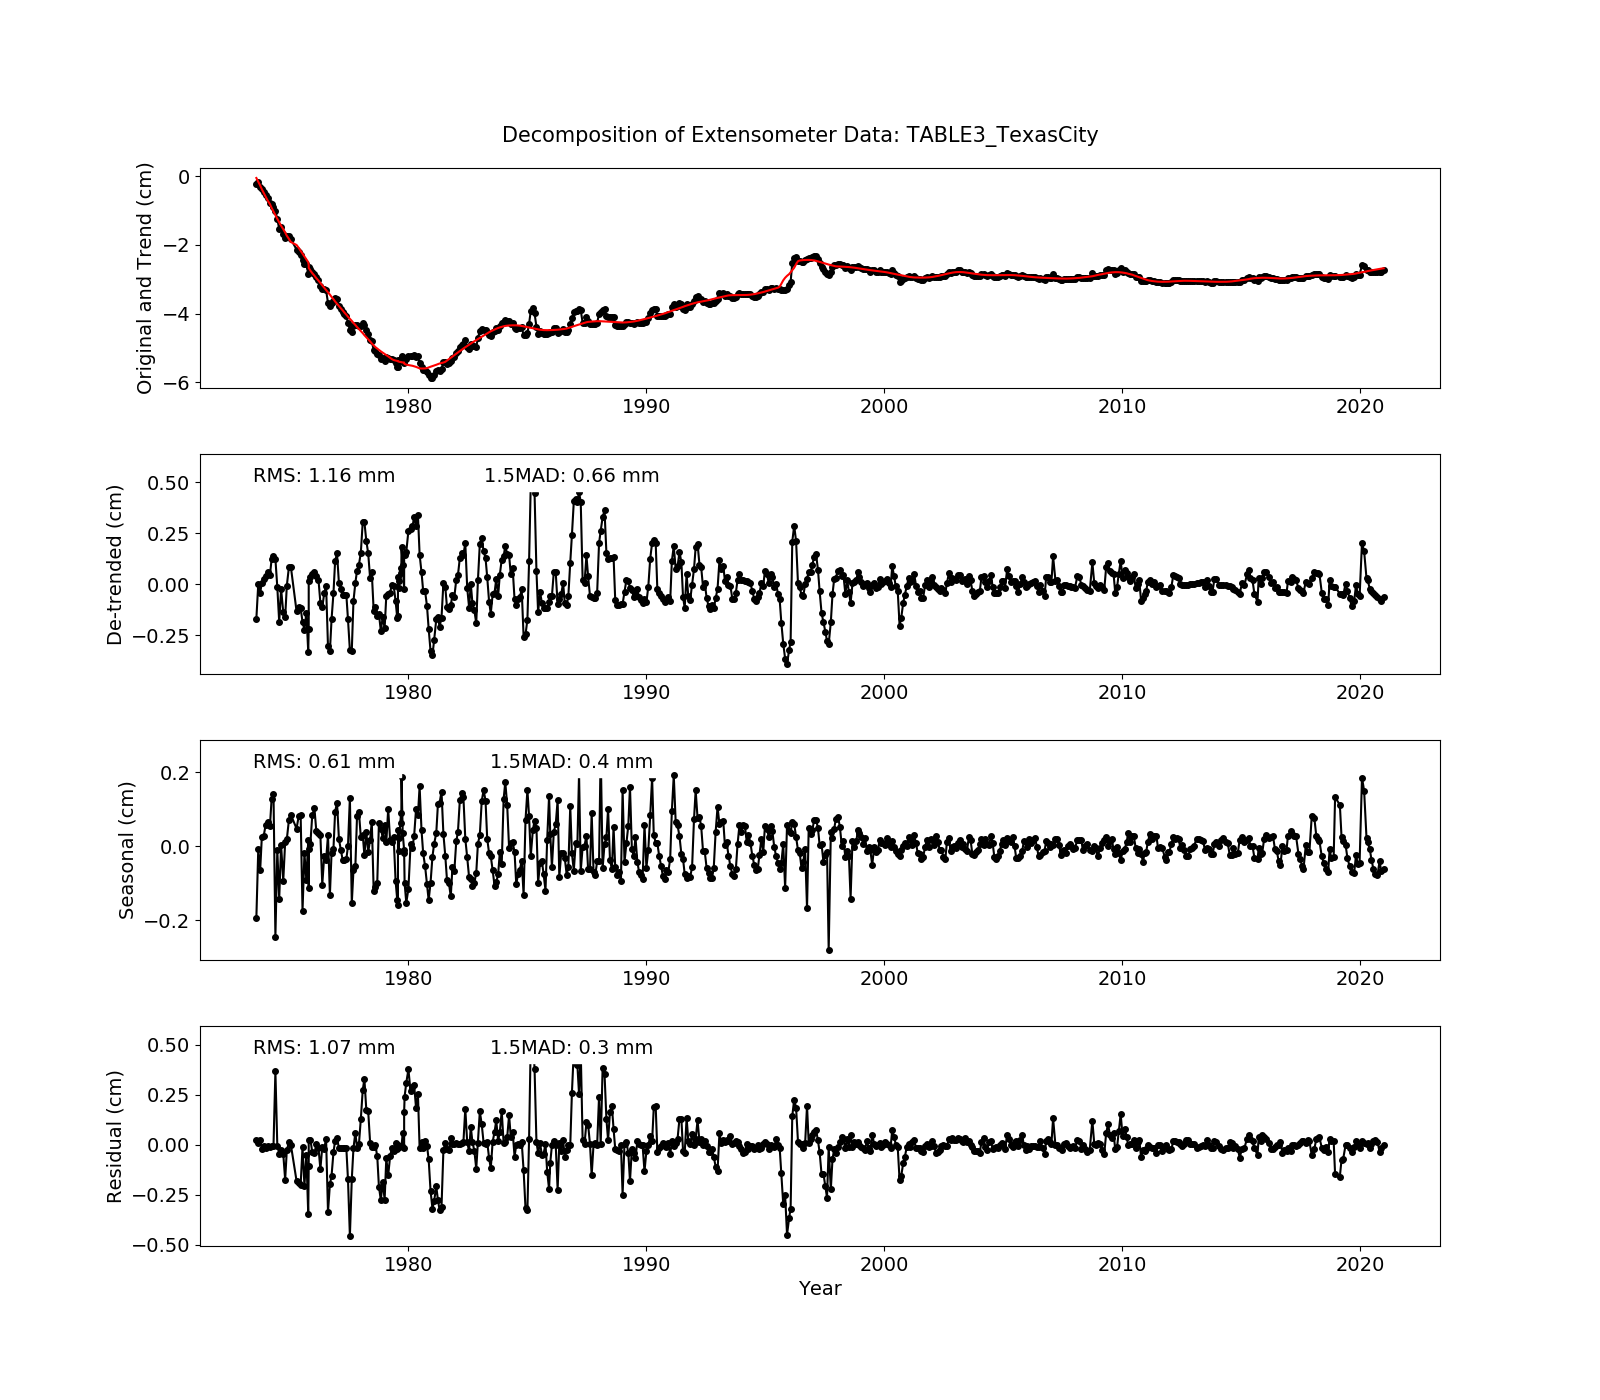 Decomposition of Extensometer Data: TABLE3_TexasCity
Original and Trend (cm)
0
−2
−4
−6
1980 1990 2000 2010 2020
De-trended (cm)
RMS: 1.16 mm 1.5MAD: 0.66 mm
0.50
0.25
0.00
−0.25
1980 1990 2000 2010 2020
Seasonal (cm)
RMS: 0.61 mm 1.5MAD: 0.4 mm
0.2
0.0
−0.2
1980 1990 2000 2010 2020
Residual (cm)
RMS: 1.07 mm 1.5MAD: 0.3 mm
0.50
0.25
0.00
−0.25
−0.50
1980 1990 2000 2010 2020
Year